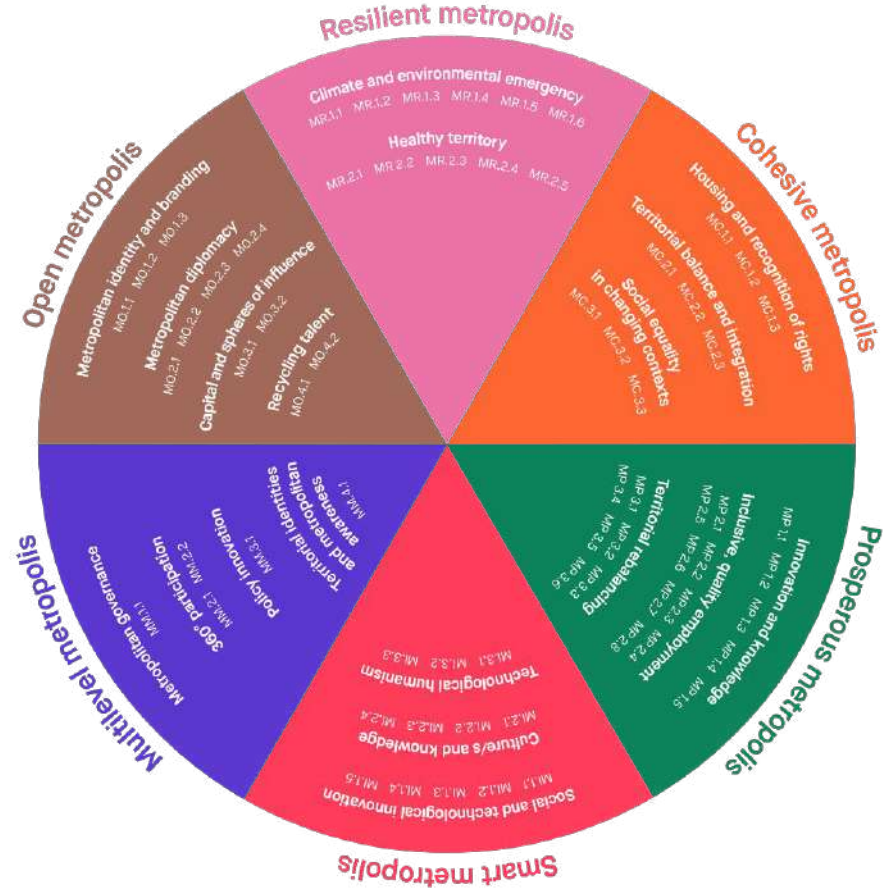 Resilient metropolis
Climate and environmental emergency
MR.1.1 MR.1.2 MR.1.3 MR.1.4 MR.1.5 MR.1.6
Healthy territory
MR.2.1 MR.2.2 MR.2.3 MR.2.4 MR.2.5
Cohesive metropolis
Housing and recognition of rights
MC.1.1 MC.1.2 MC.1.3
Territorial balance and integration
MC.2.1 MC.2.2 MC.2.3
Social equality
in changing contexts
MC.3.1 MC.3.2 MC.3.3
Prosperous metropolis
Innovation and knowledge
MP.1.1 MP.1.2 MP.1.3 MP.1.4 MP.1.5
Inclusive, quality employment
MP.2.1 MP.2.2 MP.2.3 MP.2.4
MP.2.5 MP.2.6 MP.2.7 MP.2.8
Territorial rebalancing
MP.3.1 MP.3.2 MP.3.3
MP.3.4 MP.3.5 MP.3.6
Smart metropolis
Social and technological innovation
MI.1.1 MI.1.2 MI.1.3 MI.1.4 MI.1.5
Culture/s and knowledge
MI.2.1 MI.2.2 MI.2.3 MI.2.4
Technological humanism
MI.3.1 MI.3.2 MI.3.3
Multilevel metropolis
Metropolitan governance
MM.1.1
360° participation
MM.2.1 MM.2.2
Policy innovation
MM.3.1
Territorial identities
and metropolitan
awareness
MM.4.1
Open metropolis
Metropolitan identity and branding
MO.1.1 MO.1.2 MO.1.3
Metropolitan diplomacy
MO.2.1 MO.2.2 MO.2.3 MO.2.4
Capital and spheres of influence
MO.3.1 MO.3.2
Recycling talent
MO.4.1 MO.4.2